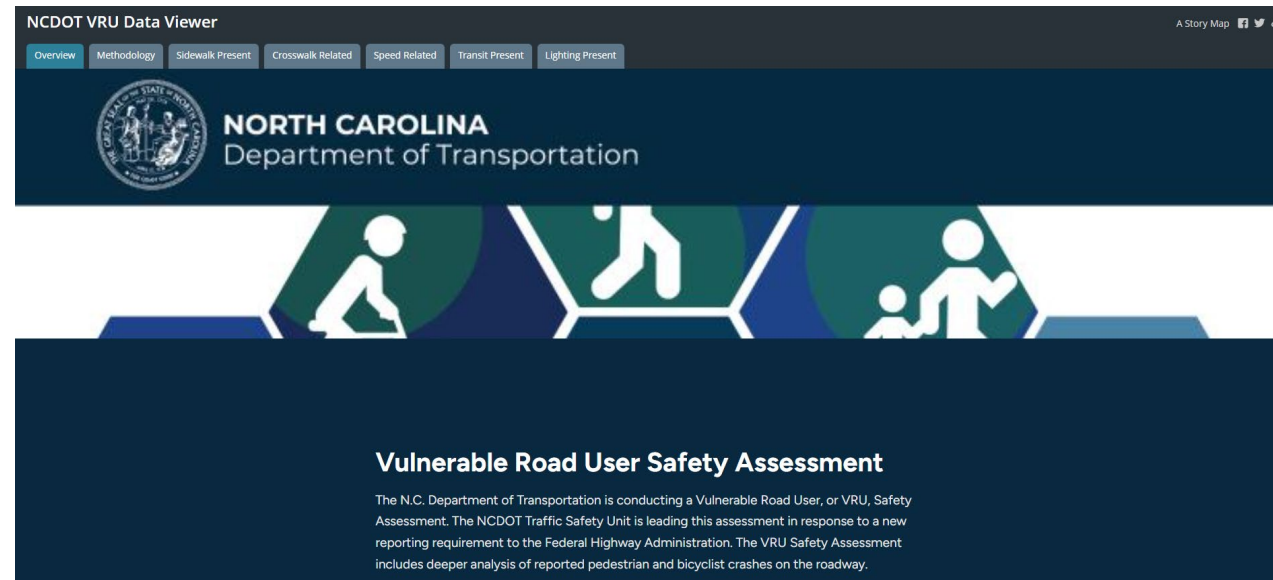 NCDOT VRU Data Viewer
A Story Map
Overview
Methodology
Sidewalk Present
Crosswalk Related
Speed Related
Transit Present
Lighting Present
NORTH CAROLINA
Department of Transportation
Vulnerable Road User Safety Assessment
The N.C. Department of Transportation is conducting a Vulnerable Road User, or VRU, Safety
Assessment. The NCDOT Traffic Safety Unit is leading this assessment in response to a new
reporting requirement to the Federal Highway Administration. The VRU Safety Assessment
includes deeper analysis of reported pedestrian and bicyclist crashes on the roadway.